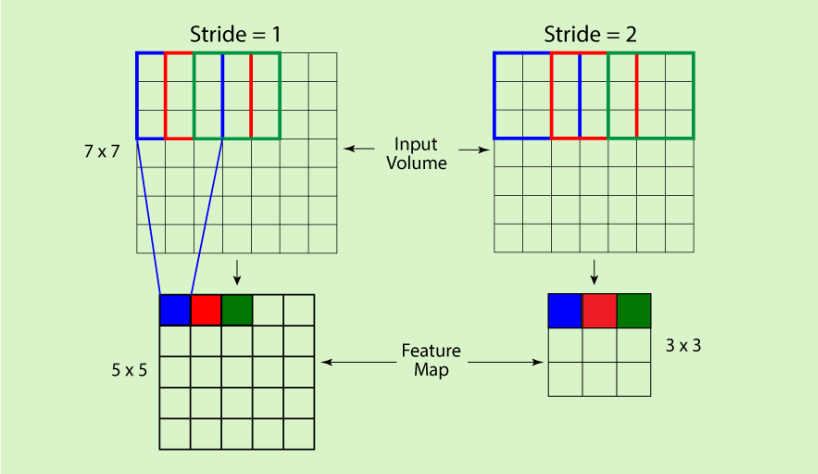 Stride = 1
Stride = 2
7 x 7
Input
Volume
5 x 5
Feature
Map
3 x 3